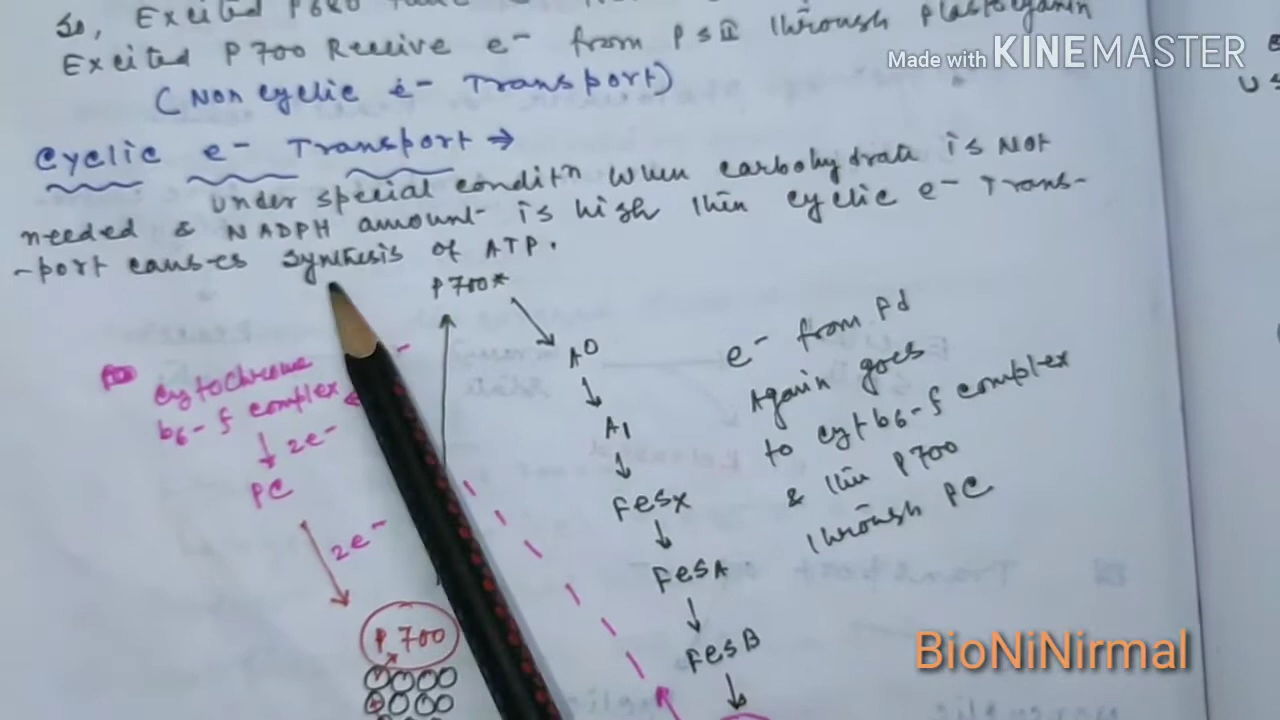 So, Excited P680
Excited P700 Receive e- from PSII through Plastocyanin
(Non cyclic e- Transport)
Cyclic e- Transport →
under special conditn when carbohydrate is Not
needed & NADPH amount is high then cyclic e- Trans-
-port causes synthesis of ATP.
P700*
A0
A1
FeSX
FeSA
FeSB
Cytochrome
b6-f complex
2e-
PC
2e-
P700
e- from Fd
Again goes
to cyt b6-f complex
& then P700
through PC
Made with KINEMASTER
BioNiNirmal